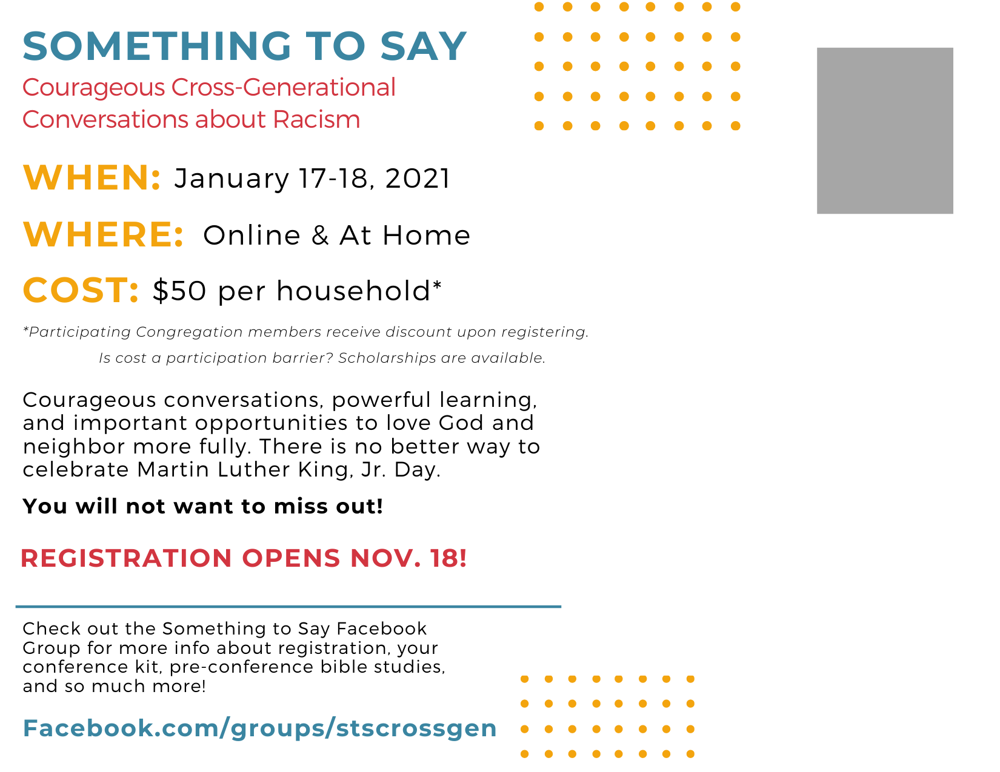 SOMETHING TO SAY
Courageous Cross-Generational
Conversations about Racism
WHEN: January 17-18, 2021
WHERE: Online & At Home
COST: $50 per household*
*Participating Congregation members receive discount upon registering.
Is cost a participation barrier? Scholarships are available.
Courageous conversations, powerful learning,
and important opportunities to love God and
neighbor more fully. There is no better way to
celebrate Martin Luther King, Jr. Day.
You will not want to miss out!
REGISTRATION OPENS NOV. 18!
Check out the Something to Say Facebook
Group for more info about registration, your
conference kit, pre-conference bible studies,
and so much more!
Facebook.com/groups/stscrossgen